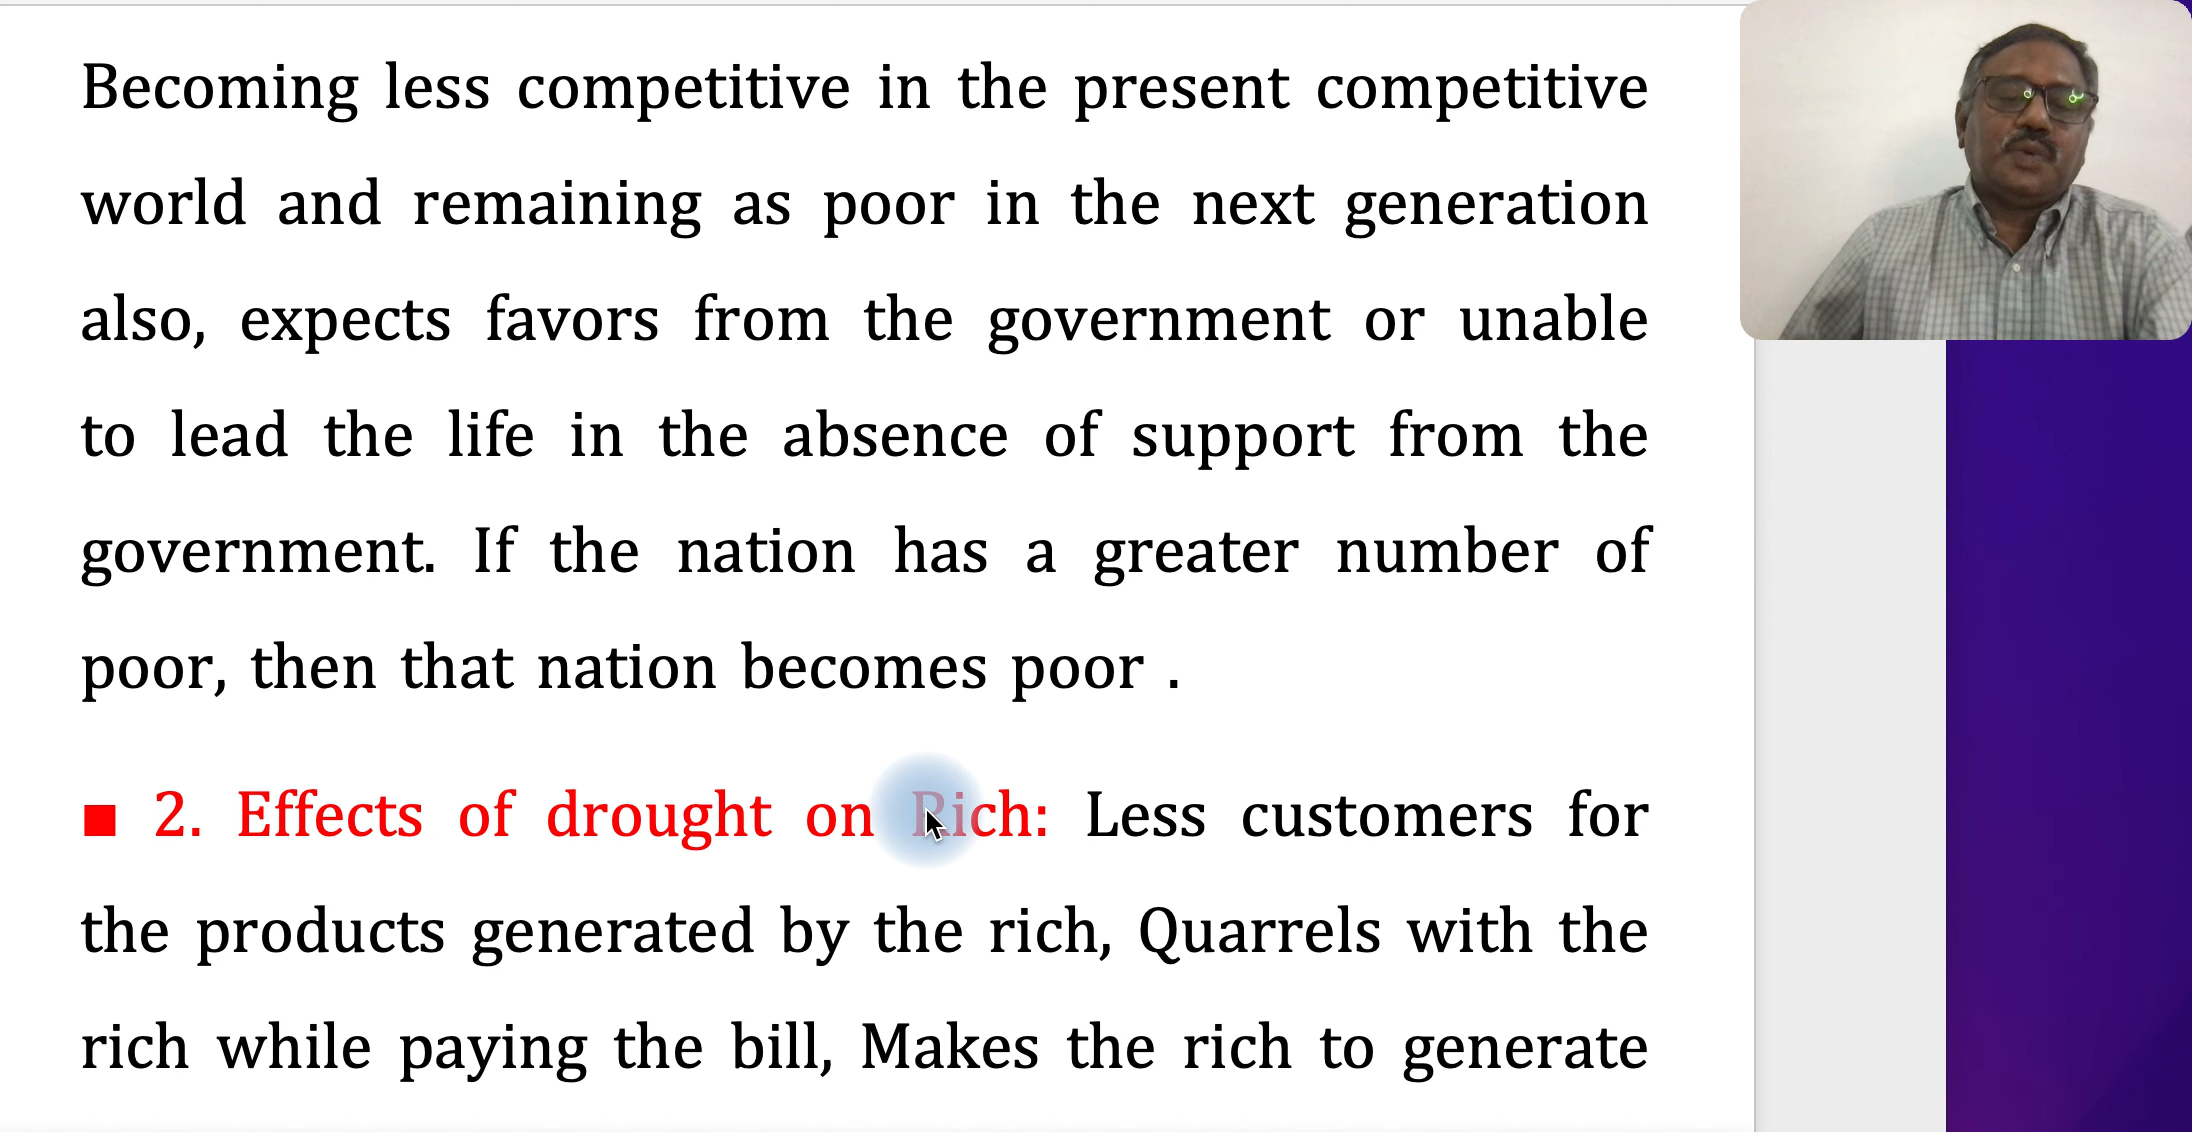 Becoming less competitive in the present competitive
world and remaining as poor in the next generation
also, expects favors from the government or unable
to lead the life in the absence of support from the
government. If the nation has a greater number of
poor, then that nation becomes poor .
■ 2. Effects of drought on Rich: Less customers for
the products generated by the rich, Quarrels with the
rich while paying the bill, Makes the rich to generate